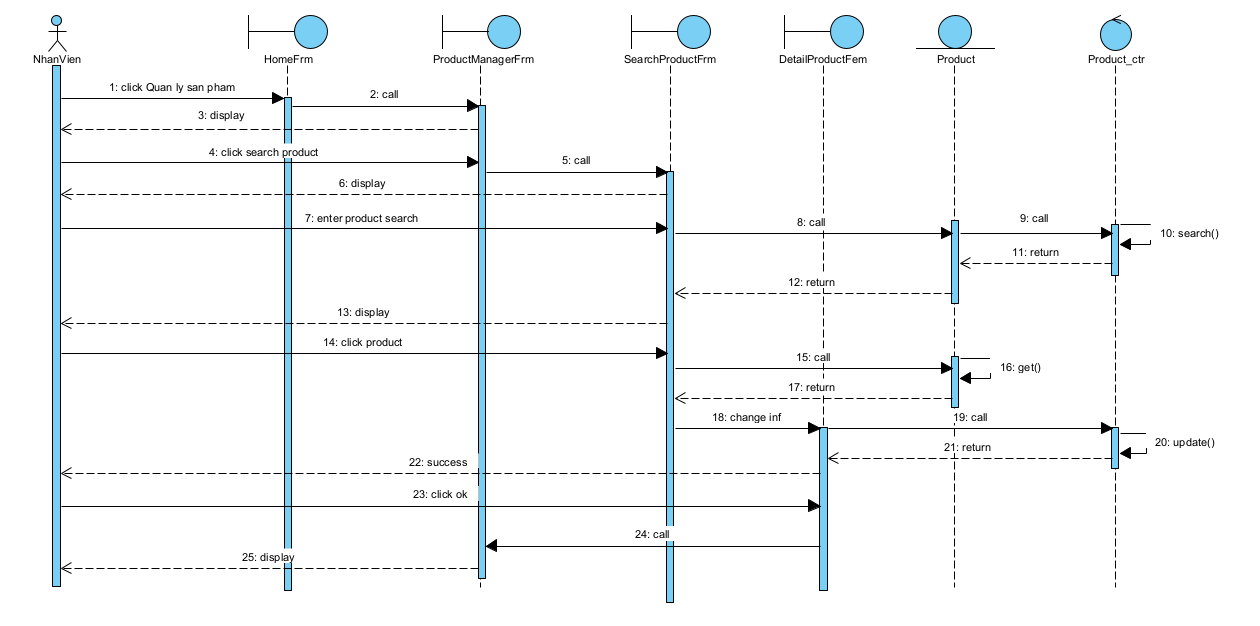 NhanVien
HomeFrm
ProductManagerFrm
SearchProductFrm
DetailProductFem
Product
Product_ctr
1: click Quan ly san pham
2: call
3: display
4: click search product
5: call
6: display
7: enter product search
8: call
9: call
10: search()
11: return
12: return
13: display
14: click product
15: call
16: get()
17: return
18: change inf
19: call
20: update()
21: return
22: success
23: click ok
24: call
25: display